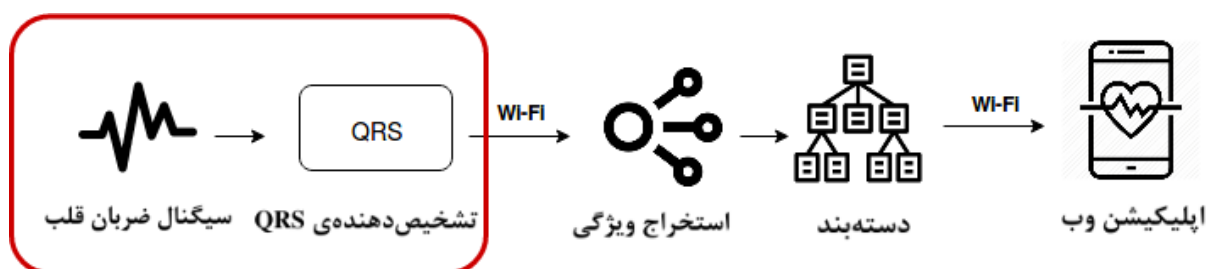 QRS
Wi-Fi
Wi-Fi
سیگنال ضربان قلب
تشخیص‌دهنده‌ی QRS
استخراج ویژگی
دسته‌بند
اپلیکیشن وب